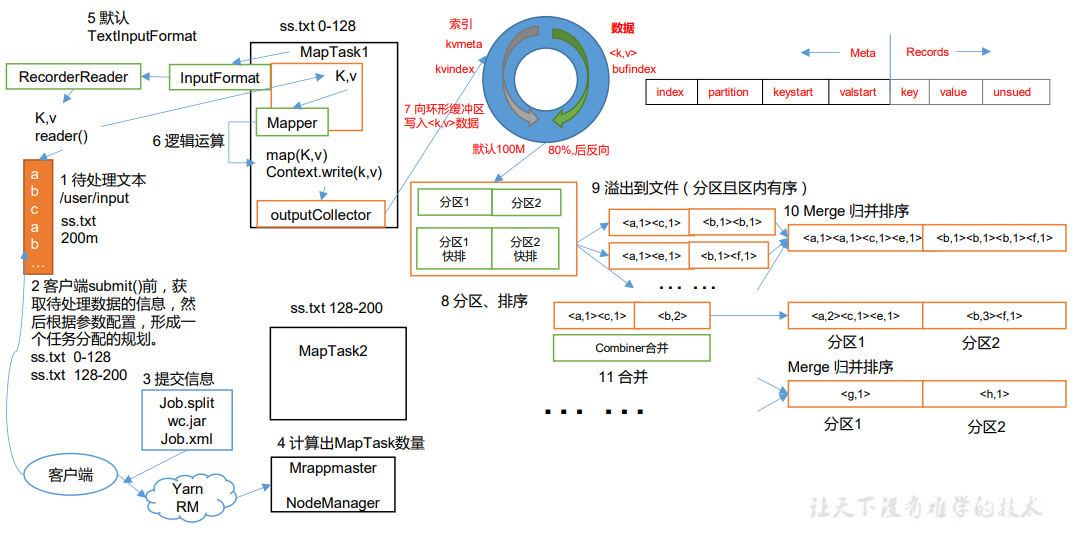 5 默认
TextInputFormat
ss.txt 0-128
MapTask1
RecorderReader
InputFormat
K,v
K,v
reader()
Mapper
6 逻辑运算
map(K,v)
Context.write(k,v)
outputCollector
a
b
c
a
b
...
1 待处理文本
/user/input
ss.txt
200m
2 客户端submit()前，获
取待处理数据的信息，然
后根据参数配置，形成一
个任务分配的规划。
ss.txt 0-128
ss.txt 128-200
3 提交信息
Job.split
wc.jar
Job.xml
客户端
Yarn
RM
4 计算出MapTask数量
Mrappmaster
NodeManager
ss.txt 128-200
MapTask2
索引
kvmeta
kvindex
数据
<k,v>
bufindex
7 向环形缓冲区
写入<k,v>数据
默认100M
80%,后反向
Meta
Records
index
partition
keystart
valstart
key
value
unsued
分区1
分区2
分区1
快排
分区2
快排
8 分区、排序
9 溢出到文件（分区且区内有序）
<a,1><c,1>
<b,1><b,1>
<a,1><e,1>
<b,1><f,1>
... ...
10 Merge 归并排序
<a,1><a,1><c,1><e,1>
<b,1><b,1><b,1><f,1>
<a,1><c,1>
<b,2>
Combiner合并
11 合并
<a,2><c,1><e,1>
<b,3><f,1>
分区1
分区2
Merge 归并排序
... ...
<g,1>
<h,1>
分区1
分区2
让天下没有难学的技术